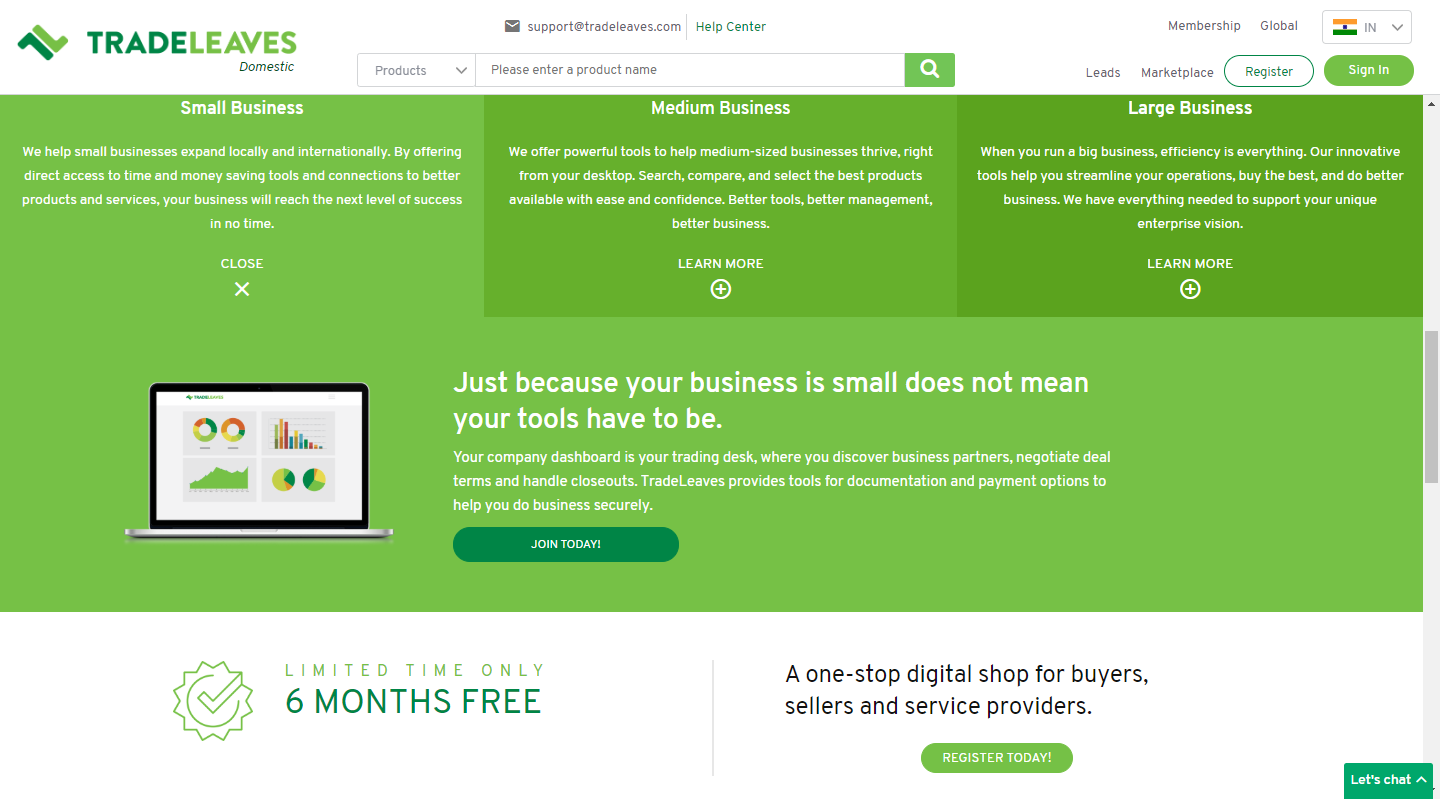 support@tradeleaves.com Help Center
Membership Global IN
TRADELEAVES
Domestic
Products Please enter a product name
Leads Marketplace Register Sign In
Small Business
We help small businesses expand locally and internationally. By offering
direct access to time and money saving tools and connections to better
products and services, your business will reach the next level of success
in no time.
CLOSE
Medium Business
We offer powerful tools to help medium-sized businesses thrive, right
from your desktop. Search, compare, and select the best products
available with ease and confidence. Better tools, better management,
better business.
LEARN MORE
Large Business
When you run a big business, efficiency is everything. Our innovative
tools help you streamline your operations, buy the best, and do better
business. We have everything needed to support your unique
enterprise vision.
LEARN MORE
TRADELEAVES
Just because your business is small does not mean
your tools have to be.
Your company dashboard is your trading desk, where you discover business partners, negotiate deal
terms and handle closeouts. TradeLeaves provides tools for documentation and payment options to
help you do business securely.
JOIN TODAY!
LIMITED TIME ONLY
6 MONTHS FREE
A one-stop digital shop for buyers,
sellers and service providers.
REGISTER TODAY!
Let's chat